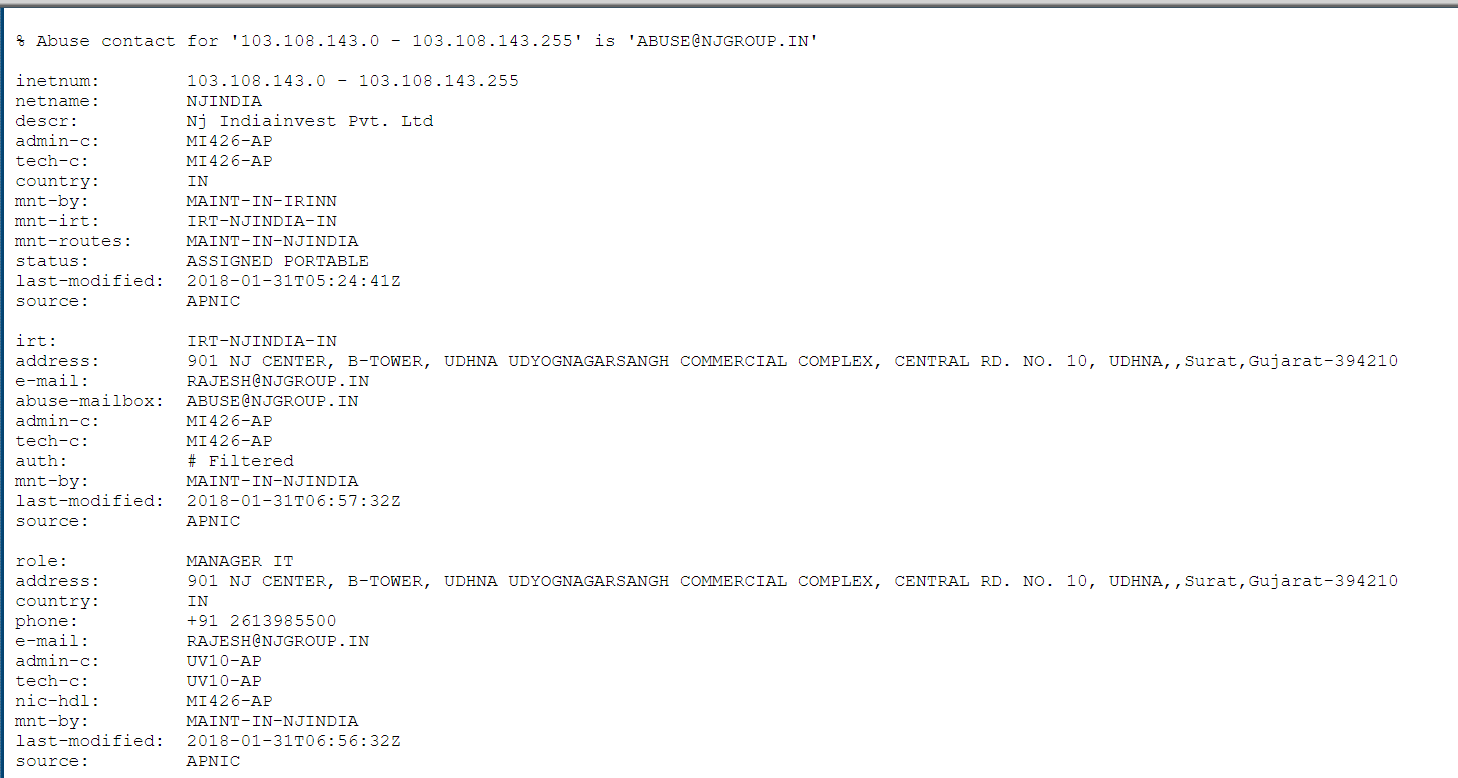 % Abuse contact for '103.108.143.0 - 103.108.143.255' is 'ABUSE@NJGROUP.IN'
inetnum: 103.108.143.0 - 103.108.143.255
netname: NJINDIA
descr: Nj Indiainvest Pvt. Ltd
admin-c: MI426-AP
tech-c: MI426-AP
country: IN
mnt-by: MAINT-IN-IRINN
mnt-irt: IRT-NJINDIA-IN
mnt-routes: MAINT-IN-NJINDIA
status: ASSIGNED PORTABLE
last-modified: 2018-01-31T05:24:41Z
source: APNIC
irt: IRT-NJINDIA-IN
address: 901 NJ CENTER, B-TOWER, UDHNA UDYOGNAGARSANGH COMMERCIAL COMPLEX, CENTRAL RD. NO. 10, UDHNA,,Surat,Gujarat-394210
e-mail: RAJESH@NJGROUP.IN
abuse-mailbox: ABUSE@NJGROUP.IN
admin-c: MI426-AP
tech-c: MI426-AP
auth: # Filtered
mnt-by: MAINT-IN-NJINDIA
last-modified: 2018-01-31T06:57:32Z
source: APNIC
role: MANAGER IT
address: 901 NJ CENTER, B-TOWER, UDHNA UDYOGNAGARSANGH COMMERCIAL COMPLEX, CENTRAL RD. NO. 10, UDHNA,,Surat,Gujarat-394210
country: IN
phone: +91 2613985500
e-mail: RAJESH@NJGROUP.IN
admin-c: UV10-AP
tech-c: UV10-AP
nic-hdl: MI426-AP
mnt-by: MAINT-IN-NJINDIA
last-modified: 2018-01-31T06:56:32Z
source: APNIC